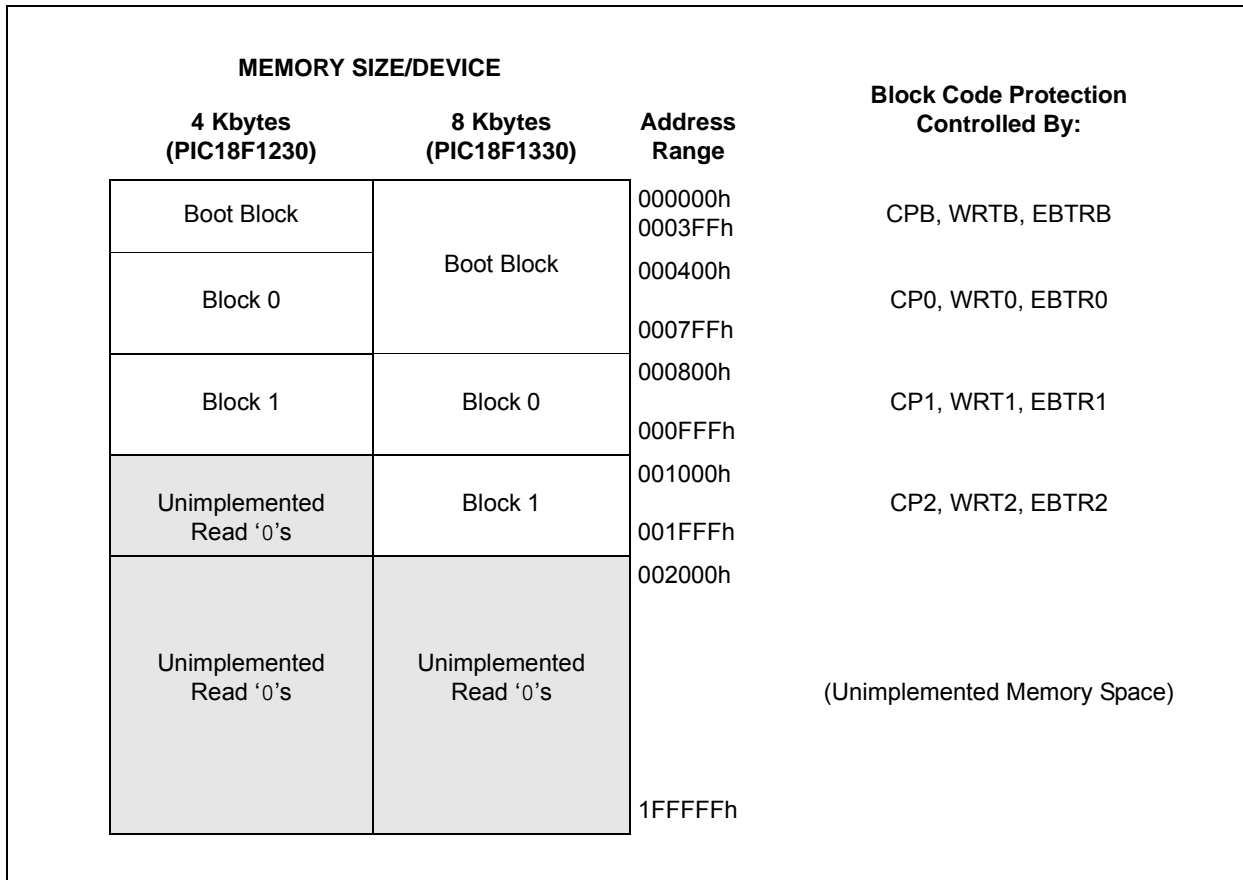 MEMORY SIZE/DEVICE
4 Kbytes
(PIC18F1230)
8 Kbytes
(PIC18F1330)
Address
Range
Block Code Protection
Controlled By:
Boot Block
Boot Block
000000h
0003FFh
CPB, WRTB, EBTRB
Block 0
000400h
0007FFh
CP0, WRT0, EBTR0
Block 1
Block 0
000800h
000FFFh
CP1, WRT1, EBTR1
Unimplemented
Read ‘0’s
Block 1
001000h
001FFFh
CP2, WRT2, EBTR2
Unimplemented
Read ‘0’s
Unimplemented
Read ‘0’s
002000h
1FFFFFh
(Unimplemented Memory Space)